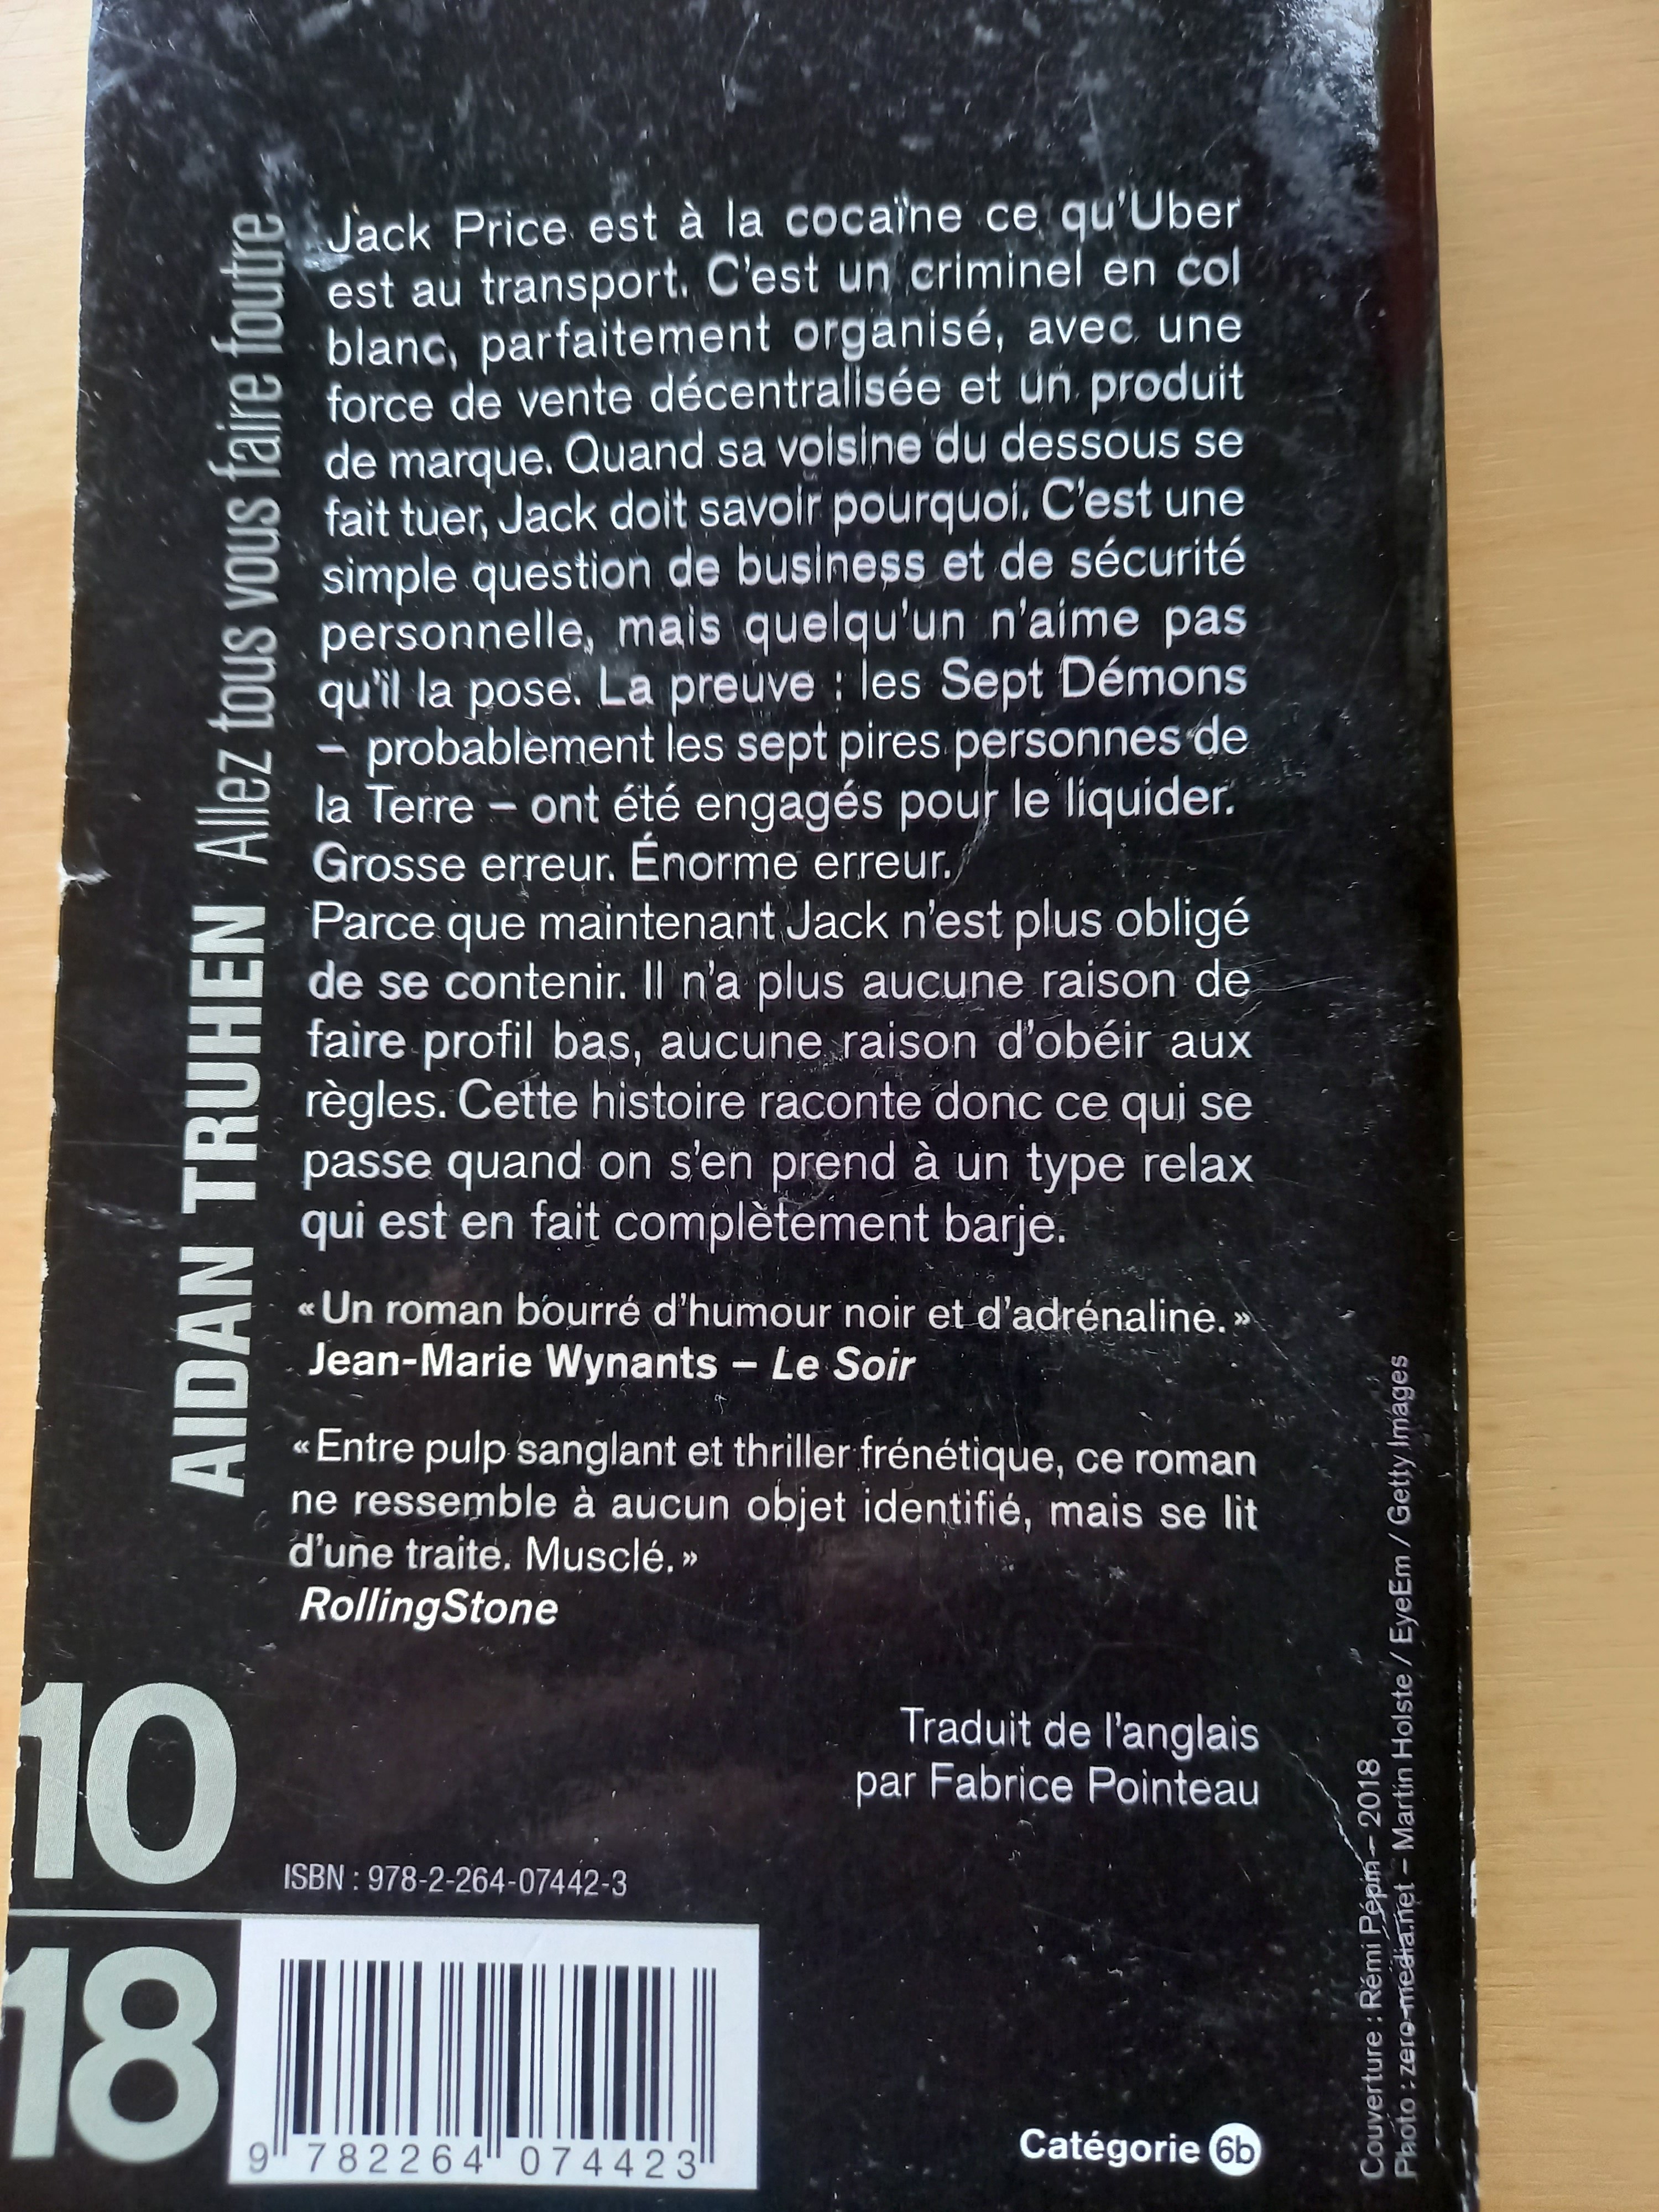 AIDAN TRUHEN Allez tous vous faire foutre
Jack Price est à la cocaïne ce qu'Uber
est au transport. C'est un criminel en col
blanc, parfaitement organisé, avec une
force de vente décentralisée et un produit
de marque. Quand sa voisine du dessous se
fait tuer, Jack doit savoir pourquoi. C'est une
simple question de business et de sécurité
personnelle, mais quelqu'un n'aime pas
qu'il la pose. La preuve : les Sept Démons
– probablement les sept pires personnes de
la Terre – ont été engagés pour le liquider.
Grosse erreur. Énorme erreur.
Parce que maintenant Jack n'est plus obligé
de se contenir. Il n'a plus aucune raison de
faire profil bas, aucune raison d'obéir aux
règles. Cette histoire raconte donc ce qui se
passe quand on s'en prend à un type relax
qui est en fait complètement barje.
« Un roman bourré d'humour noir et d'adrénaline. »
Jean-Marie Wynants – Le Soir
« Entre pulp sanglant et thriller frénétique, ce roman
ne ressemble à aucun objet identifié, mais se lit
d'une traite. Musclé. »
RollingStone
Traduit de l'anglais
par Fabrice Pointeau
10
18
ISBN : 978-2-264-07442-3
9 782264 074423
Catégorie 6b
Couverture : Rémi Pépin – 2018
Photo : zero-media.net – Martin Holste / EyeEm / Getty Images